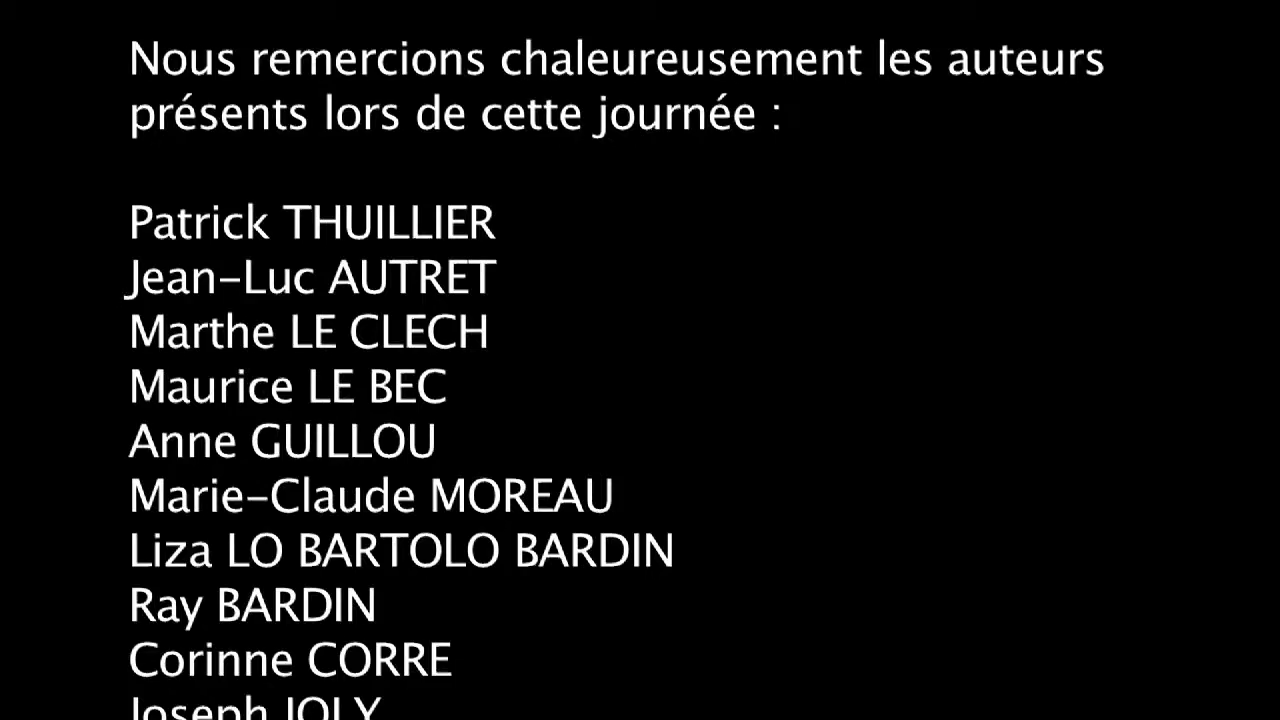 Nous remercions chaleureusement les auteurs
présents lors de cette journée :
Patrick THUILLIER
Jean-Luc AUTRET
Marthe LE CLECH
Maurice LE BEC
Anne GUILLOU
Marie-Claude MOREAU
Liza LO BARTOLO BARDIN
Ray BARDIN
Corinne CORRE
Joseph JOLY